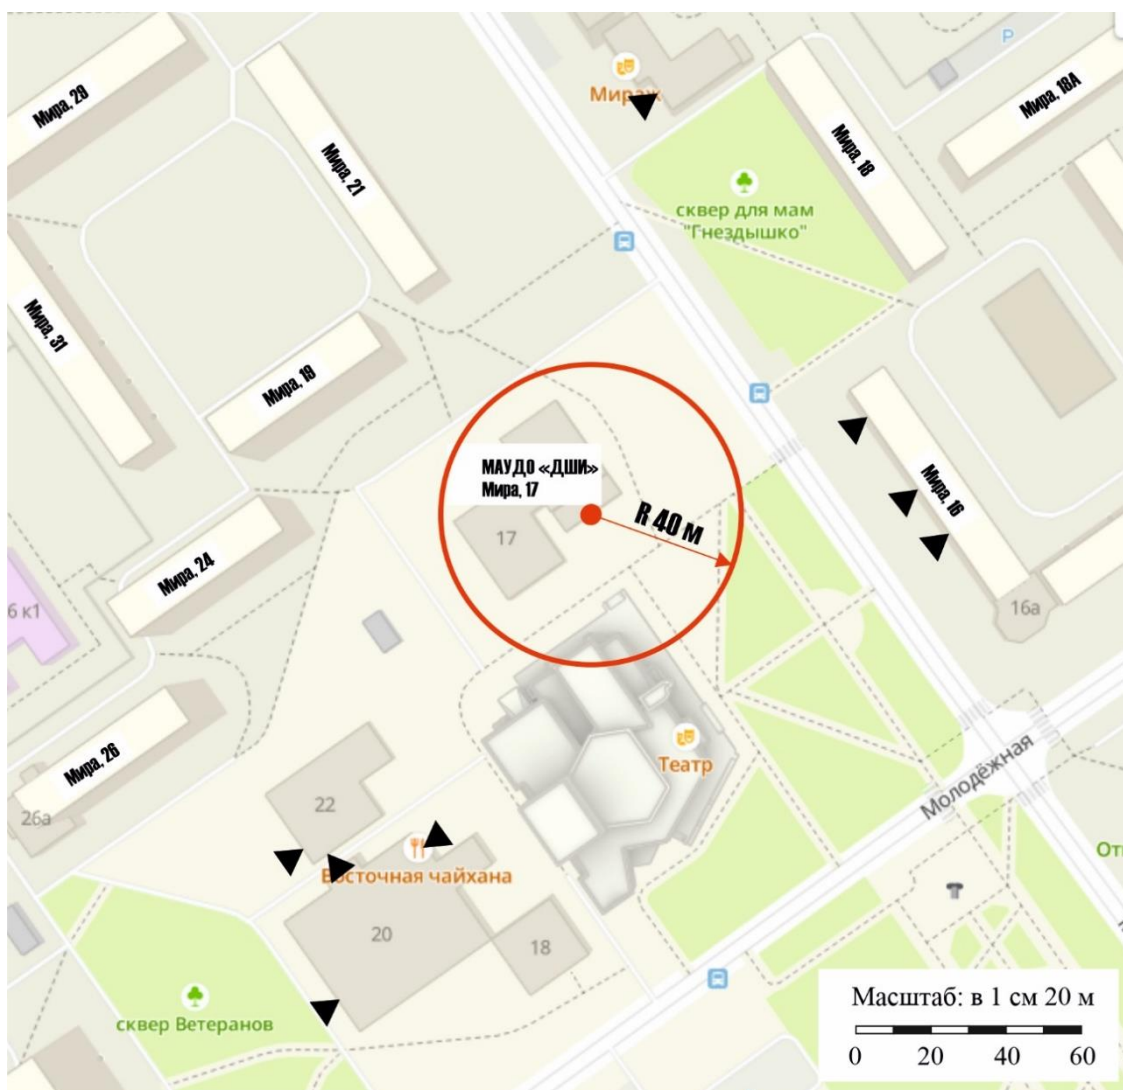 Мира, 29
Мира, 21
Мираж
Р
Мира, 18А
Мира, 18
сквер для мам
"Гнездышко"
Мира, 31
Мира, 19
МАУДО «ДШИ»
Мира, 17
17
R 40 м
Мира, 16
16а
Мира, 24
6 к1
Мира, 26
26а
22
Театр
Молодёжная
Восточная чайхана
20
18
сквер Ветеранов
Масштаб: в 1 см 20 м
0 20 40 60